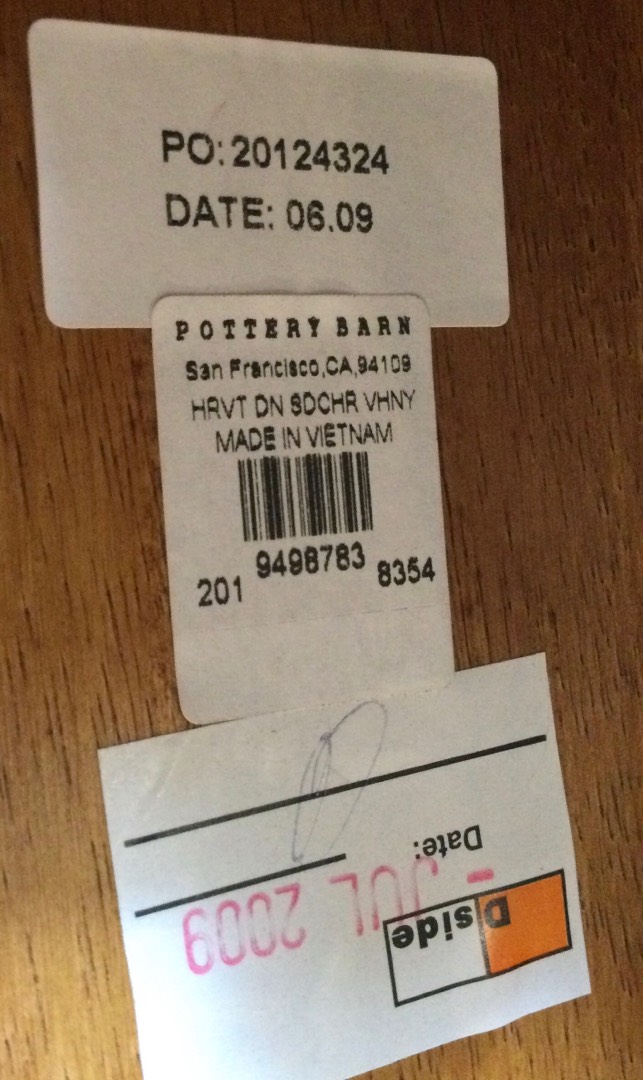 PO: 20124324
DATE: 06.09
POTTERY BARN
San Francisco,CA,94109
HRVT DN SDCHR VHNY
MADE IN VIETNAM
9498783
201 8354
Dside
Date:
- JUL 2009